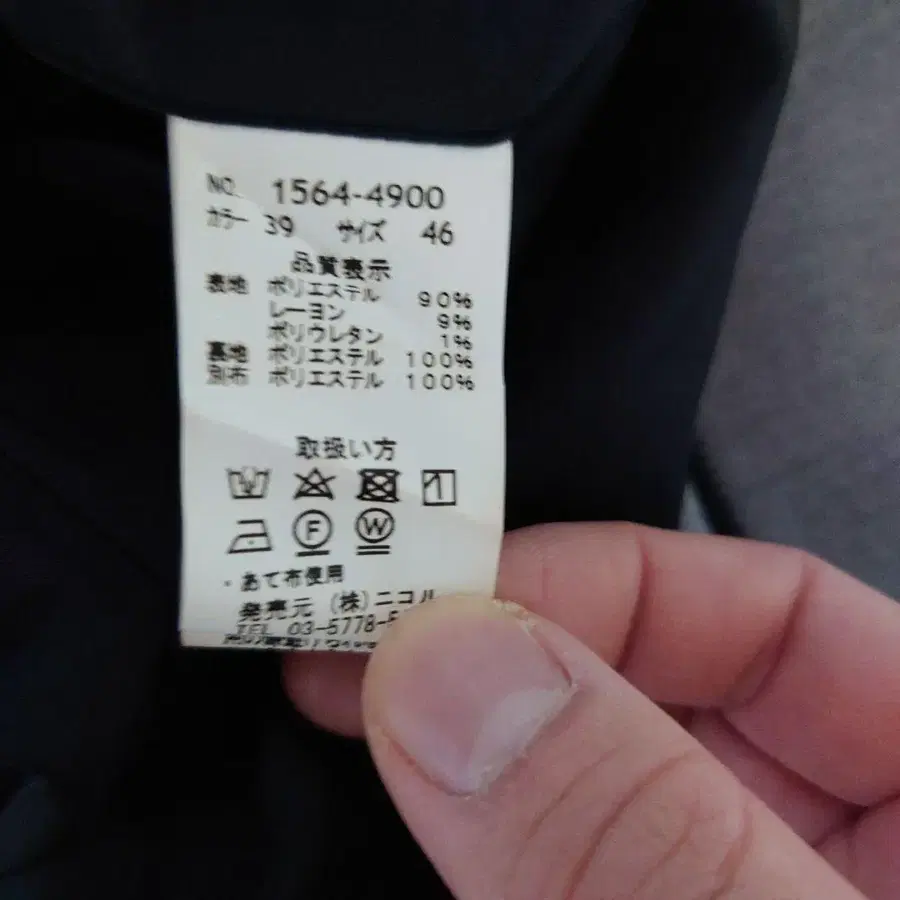 NO. 1564-4900
カラー 39 サイズ 46
品質表示
表地 ポリエステル 90%
レーヨン 9%
ポリウレタン 1%
裏地 ポリエステル 100%
別布 ポリエステル 100%
取扱い方
F W
・あて布使用
発売元 (株)ニコル
TEL 03-5778-